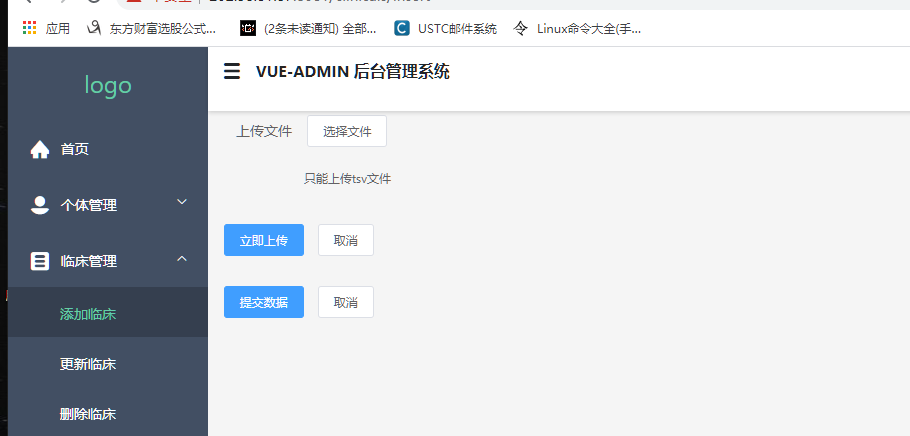 应用 东方财富选股公式... (2条未读通知) 全部... USTC邮件系统 Linux命令大全(手...
logo
VUE-ADMIN 后台管理系统
首页
个体管理
临床管理
添加临床
更新临床
删除临床
上传文件 选择文件
只能上传tsv文件
立即上传 取消
提交数据 取消